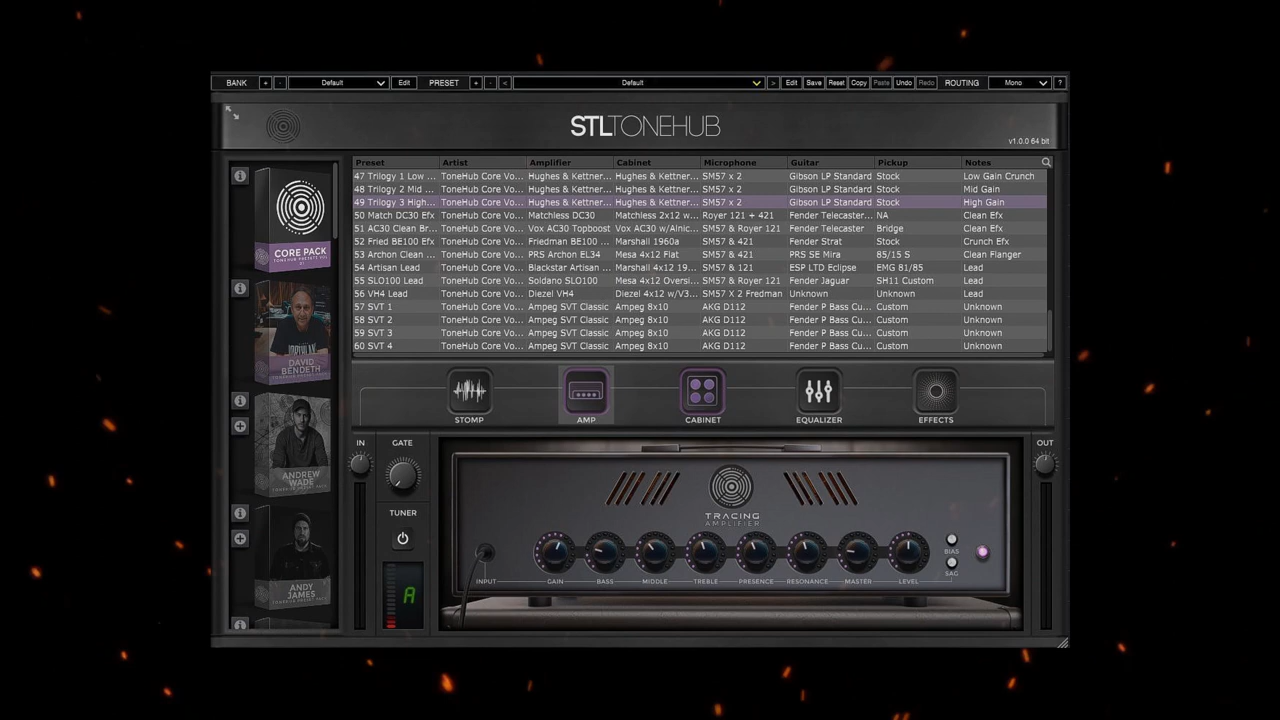 BANK + - Default Edit PRESET + - < Default > Edit Save Reset Copy Paste Undo Redo ROUTING Mono ?
STLTONEHUB
v1.0.0 64 bit
Preset Artist Amplifier Cabinet Microphone Guitar Pickup Notes
47 Trilogy 1 Low ... ToneHub Core Vo... Hughes & Kettner... Hughes & Kettner... SM57 x 2 Gibson LP Standard Stock Low Gain Crunch
48 Trilogy 2 Mid ... ToneHub Core Vo... Hughes & Kettner... Hughes & Kettner... SM57 x 2 Gibson LP Standard Stock Mid Gain
49 Trilogy 3 High... ToneHub Core Vo... Hughes & Kettner... Hughes & Kettner... SM57 x 2 Gibson LP Standard Stock High Gain
50 Match DC30 Efx ToneHub Core Vo... Matchless DC30 Matchless 2x12 w... Royer 121 + 421 Fender Telecaster... NA Clean Efx
51 AC30 Clean Br... ToneHub Core Vo... Vox AC30 Topboost Vox AC30 w/Alnic... SM57 & Royer 121 Fender Telecaster... Bridge Clean Efx
52 Fried BE100 Efx ToneHub Core Vo... Friedman BE100 ... Marshall 1960a SM57 & 421 Fender Strat Stock Crunch Efx
53 Archon Clean ... ToneHub Core Vo... PRS Archon EL34 Mesa 4x12 Flat SM57 & 421 PRS SE Mira 85/15 S Clean Flanger
54 Artisan Lead ToneHub Core Vo... Blackstar Artisan ... Marshall 4x12 19... SM57 & 121 ESP LTD Eclipse EMG 81/85 Lead
55 SLO100 Lead ToneHub Core Vo... Soldano SLO100 Mesa 4x12 Oversi... SM57 & Royer 121 Fender Jaguar SH11 Custom Lead
56 VH4 Lead ToneHub Core Vo... Diezel VH4 Diezel 4x12 w/V3... SM57 X 2 Fredman Unknown Unknown Lead
57 SVT 1 ToneHub Core Vo... Ampeg SVT Classic Ampeg 8x10 AKG D112 Fender P Bass Cu... Custom Unknown
58 SVT 2 ToneHub Core Vo... Ampeg SVT Classic Ampeg 8x10 AKG D112 Fender P Bass Cu... Custom Unknown
59 SVT 3 ToneHub Core Vo... Ampeg SVT Classic Ampeg 8x10 AKG D112 Fender P Bass Cu... Custom Unknown
60 SVT 4 ToneHub Core Vo... Ampeg SVT Classic Ampeg 8x10 AKG D112 Fender P Bass Cu... Custom Unknown
CORE PACK
DAVID
BENDETH
ANDREW
WADE
ANDY
JAMES
STOMP AMP CABINET EQUALIZER EFFECTS
IN GATE OUT
TUNER
A
TRACING
AMPLIFIER
INPUT GAIN BASS MIDDLE TREBLE PRESENCE RESONANCE MASTER LEVEL
BIAS
SAG